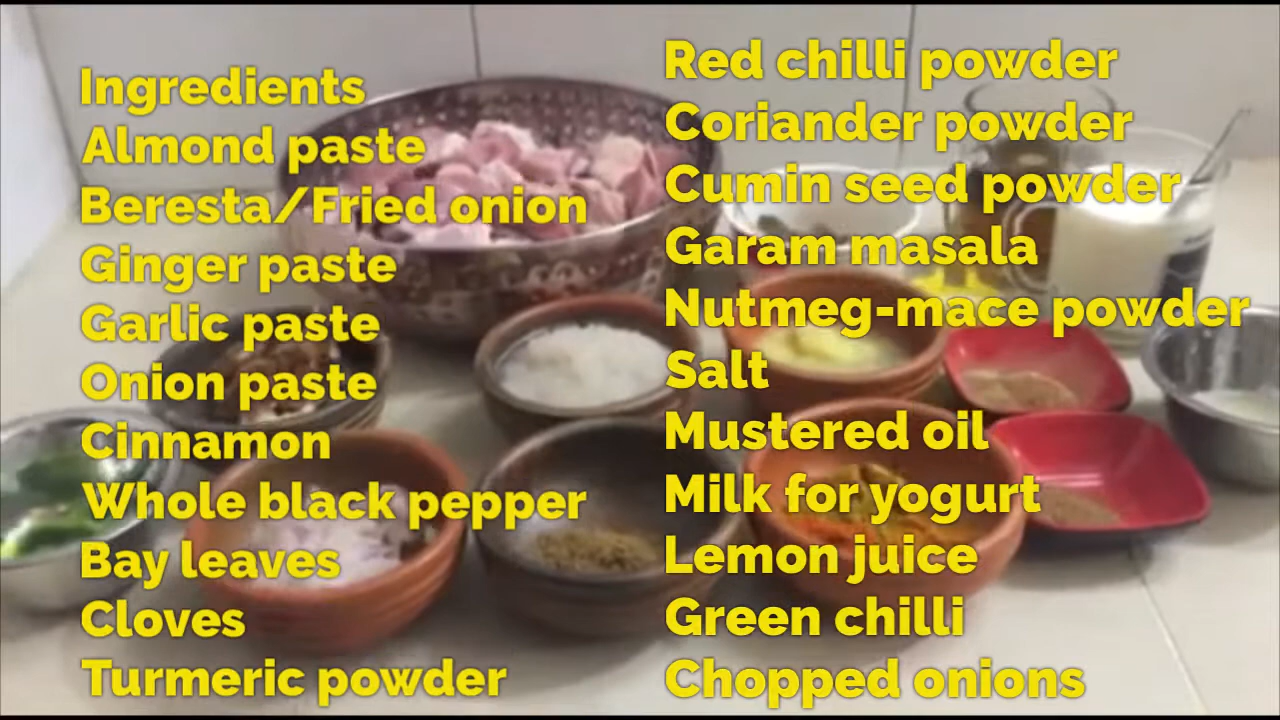 Ingredients
Almond paste
Beresta/Fried onion
Ginger paste
Garlic paste
Onion paste
Cinnamon
Whole black pepper
Bay leaves
Cloves
Turmeric powder
Red chilli powder
Coriander powder
Cumin seed powder
Garam masala
Nutmeg-mace powder
Salt
Mustered oil
Milk for yogurt
Lemon juice
Green chilli
Chopped onions